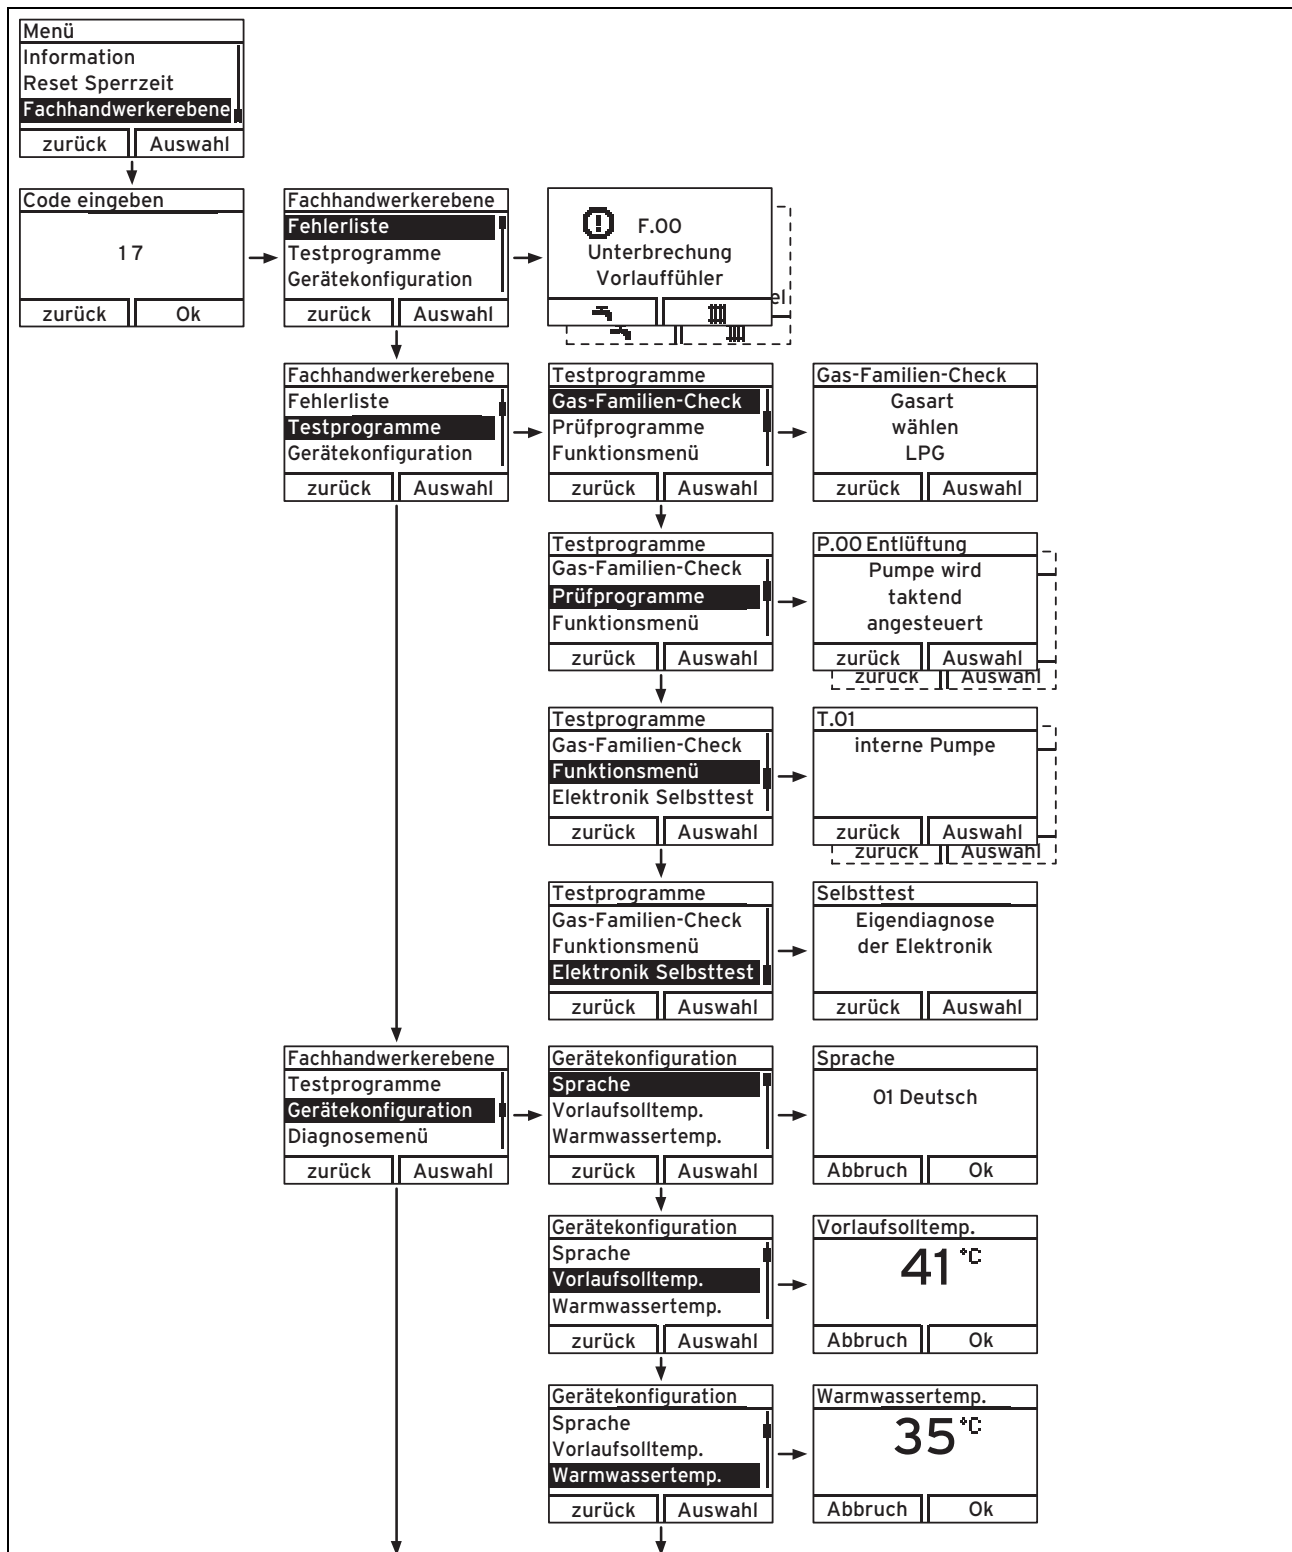 Menü
Information
Reset Sperrzeit
Fachhandwerkerebene
zurück Auswahl
Code eingeben
17
zurück Ok
Fachhandwerkerebene
Fehlerliste
Testprogramme
Gerätekonfiguration
zurück Auswahl
F.00
Unterbrechung
Vorlauffühler
el
Fachhandwerkerebene
Fehlerliste
Testprogramme
Gerätekonfiguration
zurück Auswahl
Testprogramme
Gas-Familien-Check
Prüfprogramme
Funktionsmenü
zurück Auswahl
Gas-Familien-Check
Gasart
wählen
LPG
zurück Auswahl
Testprogramme
Gas-Familien-Check
Prüfprogramme
Funktionsmenü
zurück Auswahl
P.00 Entlüftung
Pumpe wird
taktend
angesteuert
zurück Auswahl
zurück Auswahl
Testprogramme
Gas-Familien-Check
Funktionsmenü
Elektronik Selbsttest
zurück Auswahl
T.01
interne Pumpe
zurück Auswahl
zurück Auswahl
Testprogramme
Gas-Familien-Check
Funktionsmenü
Elektronik Selbsttest
zurück Auswahl
Selbsttest
Eigendiagnose
der Elektronik
zurück Auswahl
Fachhandwerkerebene
Testprogramme
Gerätekonfiguration
Diagnosemenü
zurück Auswahl
Gerätekonfiguration
Sprache
Vorlaufsolltemp.
Warmwassertemp.
zurück Auswahl
Sprache
01 Deutsch
Abbruch Ok
Gerätekonfiguration
Sprache
Vorlaufsolltemp.
Warmwassertemp.
zurück Auswahl
Vorlaufsolltemp.
41 °C
Abbruch Ok
Gerätekonfiguration
Sprache
Vorlaufsolltemp.
Warmwassertemp.
zurück Auswahl
Warmwassertemp.
35 °C
Abbruch Ok